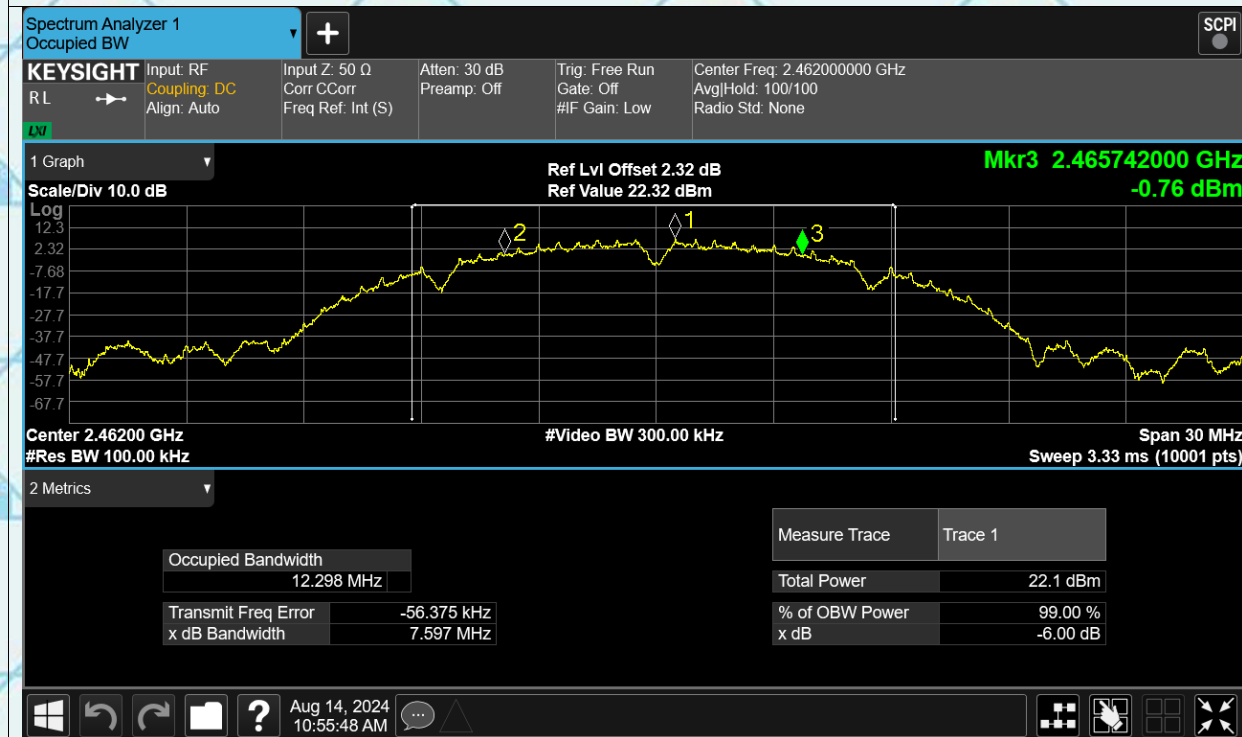 Spectrum Analyzer 1
Occupied BW
▼
+
SCPI
KEYSIGHT
RL
LXI
Input: RF
Coupling: DC
Align: Auto
Input Z: 50 Ω
Corr CCorr
Freq Ref: Int (S)
Atten: 30 dB
Preamp: Off
Trig: Free Run
Gate: Off
#IF Gain: Low
Center Freq: 2.462000000 GHz
Avg|Hold: 100/100
Radio Std: None
1 Graph ▼
Scale/Div 10.0 dB
Ref Lvl Offset 2.32 dB
Ref Value 22.32 dBm
Mkr3 2.465742000 GHz
-0.76 dBm
Log
12.3
2.32
-7.68
-17.7
-27.7
-37.7
-47.7
-57.7
-67.7
2
1
3
Center 2.46200 GHz
#Res BW 100.00 kHz
#Video BW 300.00 kHz
Span 30 MHz
Sweep 3.33 ms (10001 pts)
2 Metrics ▼
Occupied Bandwidth
12.298 MHz
Transmit Freq Error -56.375 kHz
x dB Bandwidth 7.597 MHz
Measure Trace Trace 1
Total Power 22.1 dBm
% of OBW Power 99.00 %
x dB -6.00 dB
?
Aug 14, 2024
10:55:48 AM